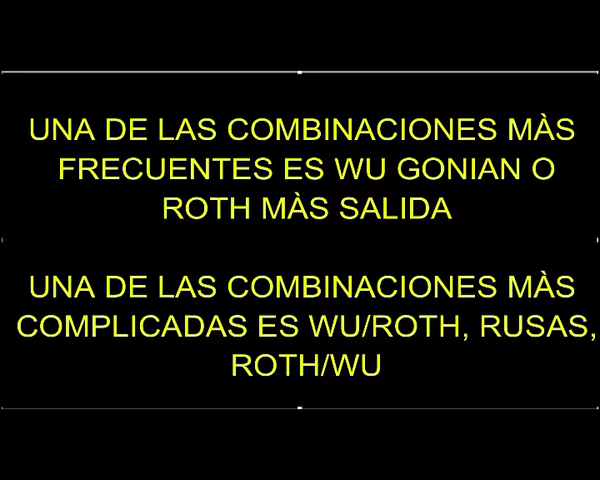 UNA DE LAS COMBINACIONES MÀS
FRECUENTES ES WU GONIAN O
ROTH MÀS SALIDA
UNA DE LAS COMBINACIONES MÀS
COMPLICADAS ES WU/ROTH, RUSAS,
ROTH/WU